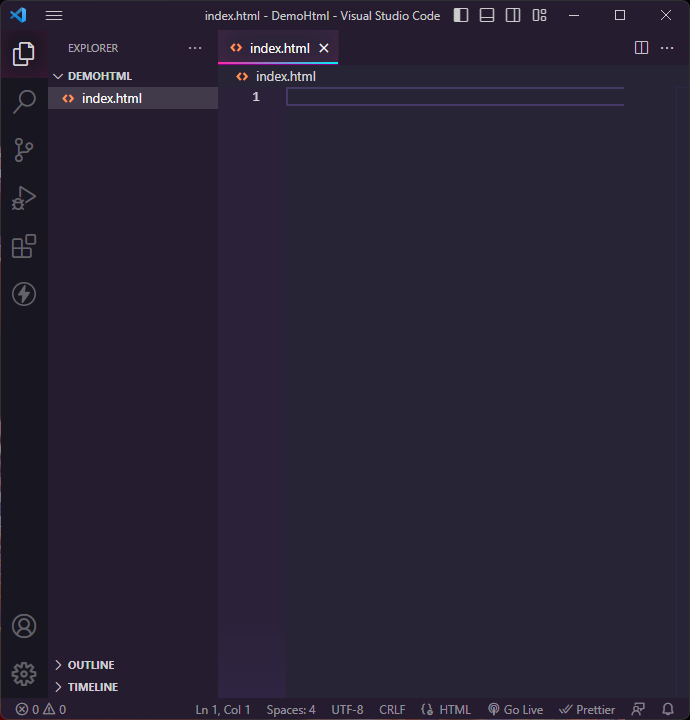 index.html - DemoHtml - Visual Studio Code
EXPLORER
index.html
DEMOHTML
index.html
index.html
1
OUTLINE
TIMELINE
0 0 Ln 1, Col 1 Spaces: 4 UTF-8 CRLF HTML Go Live Prettier